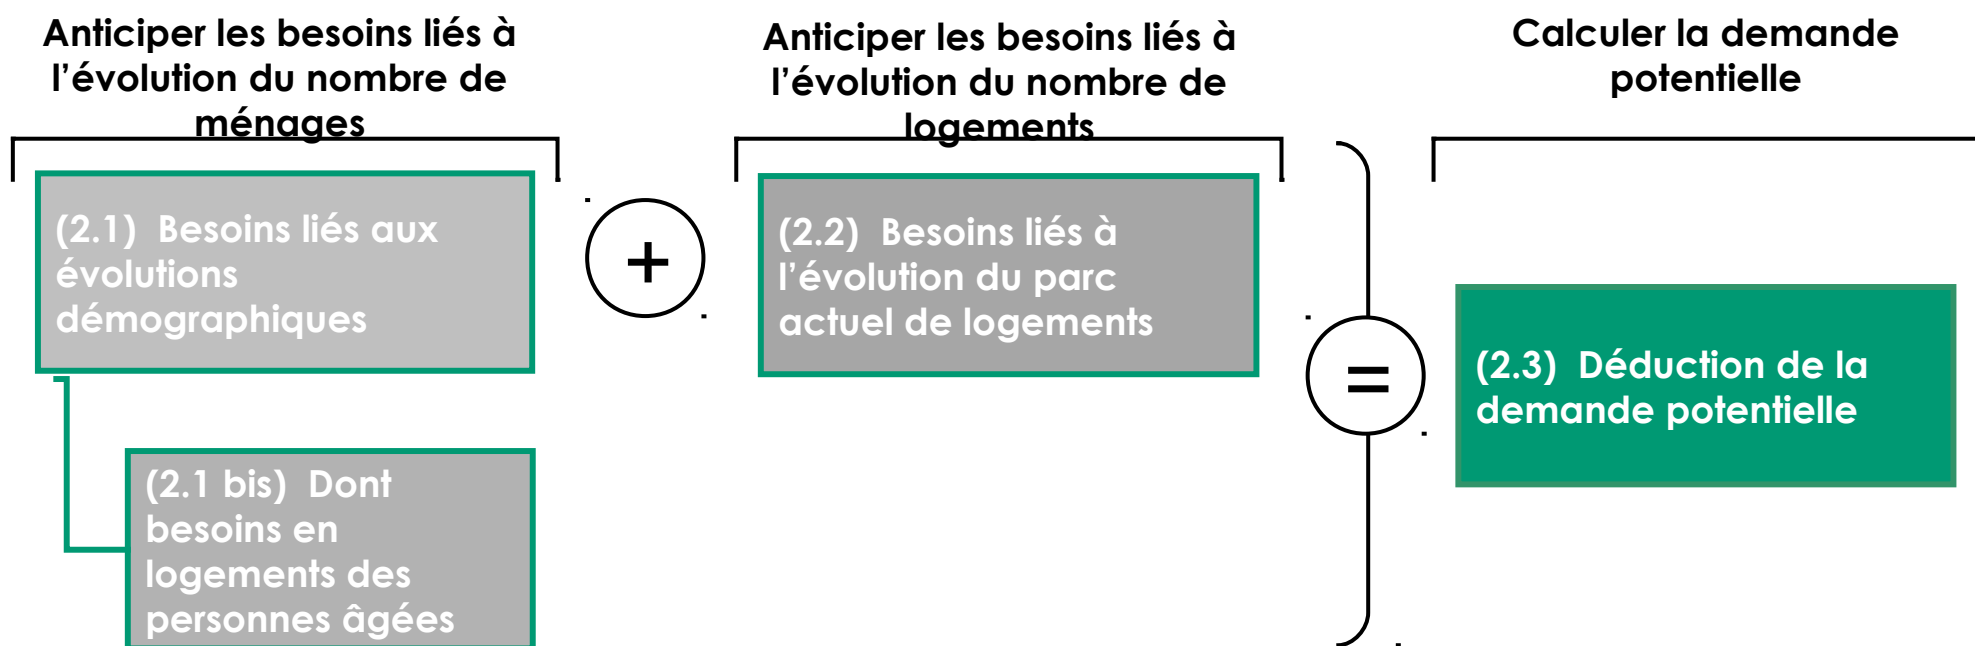 Anticiper les besoins liés à
l’évolution du nombre de
ménages
Anticiper les besoins liés à
l’évolution du nombre de
logements
Calculer la demande
potentielle
(2.1) Besoins liés aux
évolutions
démographiques
+
(2.2) Besoins liés à
l’évolution du parc
actuel de logements
=
(2.3) Déduction de la
demande potentielle
(2.1 bis) Dont
besoins en
logements des
personnes âgées